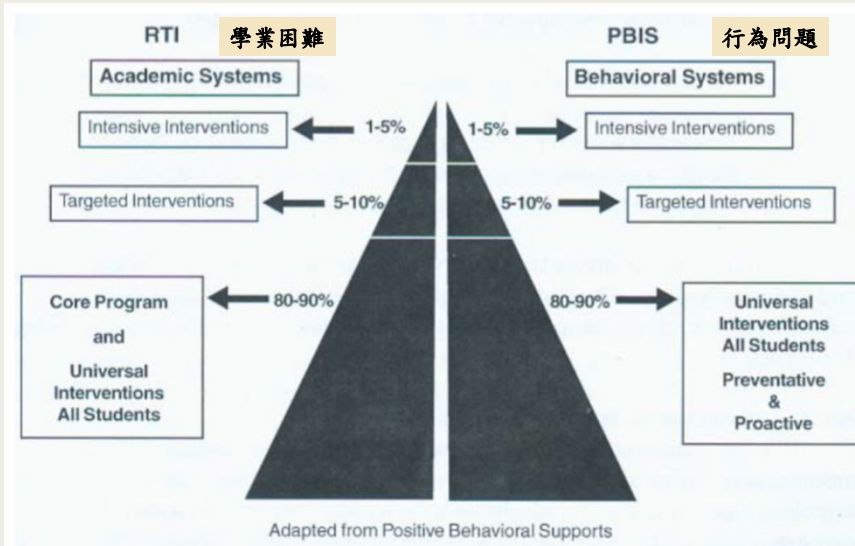 RTI
學業困難
PBIS
行為問題
Academic Systems
Behavioral Systems
Intensive Interventions
1-5%
1-5%
Intensive Interventions
Targeted Interventions
5-10%
5-10%
Targeted Interventions
Core Program
and
Universal
Interventions
All Students
80-90%
80-90%
Universal
Interventions
All Students
Preventative
&
Proactive
Adapted from Positive Behavioral Supports